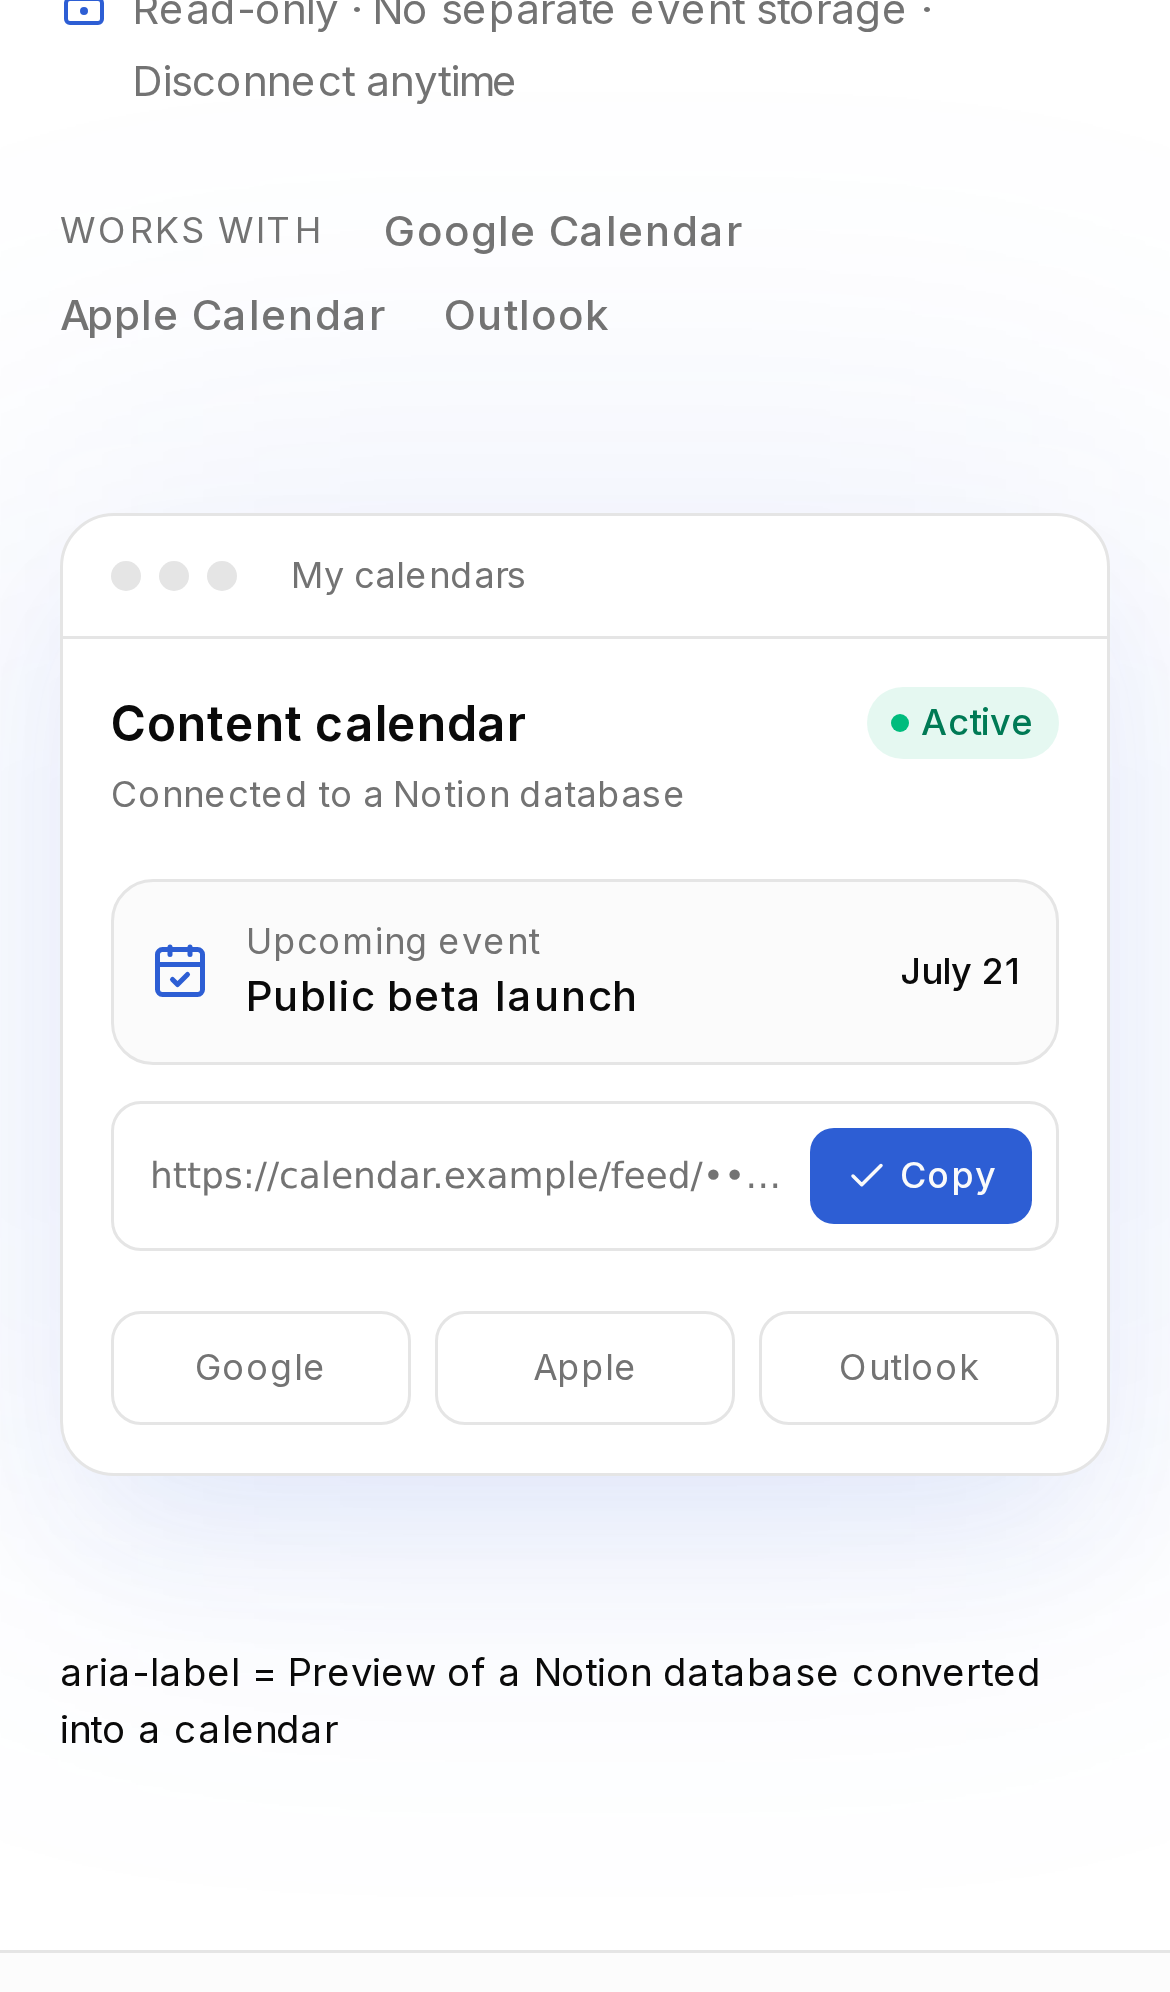 Read-only · No separate event storage ·
Disconnect anytime
WORKS WITH Google Calendar
Apple Calendar Outlook
My calendars
Content calendar Active
Connected to a Notion database
Upcoming event
Public beta launch
July 21
https://calendar.example/feed/••... Copy
Google Apple Outlook
aria-label = Preview of a Notion database converted
into a calendar